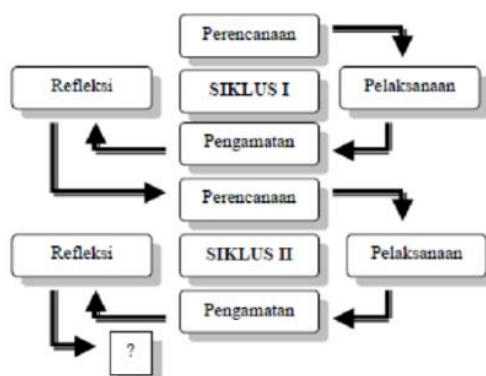 Perencanaan
Refleksi
SIKLUS I
Pelaksanaan
Pengamatan
Perencanaan
Refleksi
SIKLUS II
Pelaksanaan
Pengamatan
?